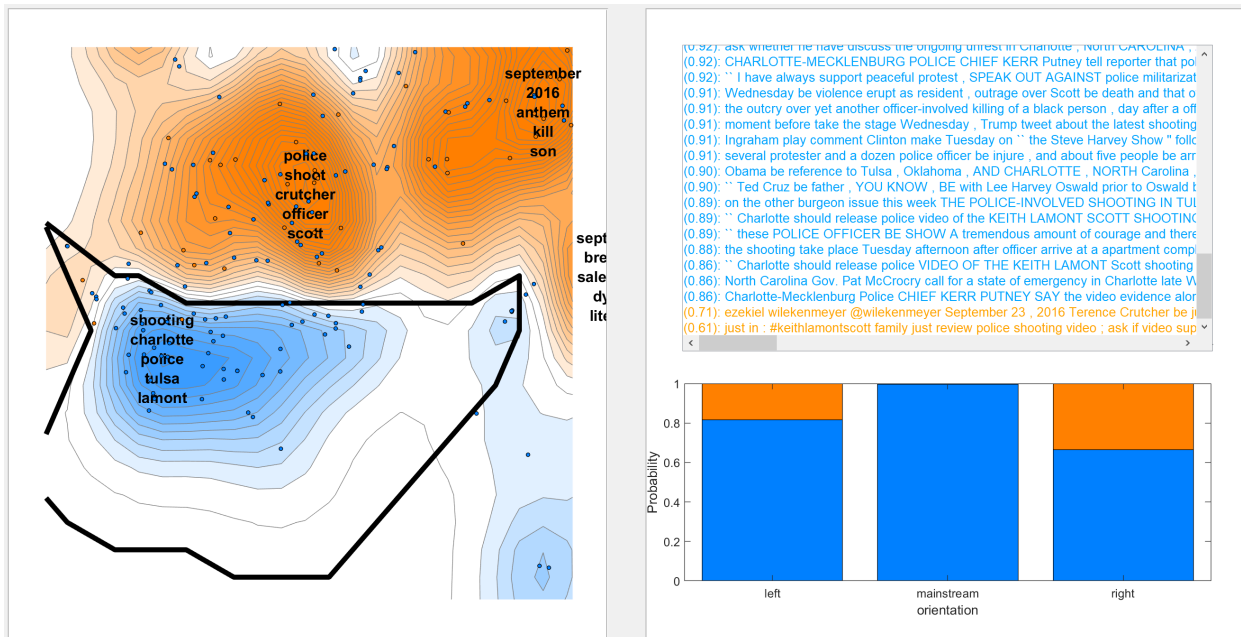 september
2016
anthem
kill
son
police
shoot
crutcher
officer
scott
sept
bre
sale
dy
lite
shooting
charlotte
police
tulsa
lamont
(0.92): ask whether he have discuss the ongoing unrest in Charlotte , North CAROLINA ,
(0.92): CHARLOTTE-MECKLENBURG POLICE CHIEF KERR Putney tell reporter that pol
(0.92): `` I have always support peaceful protest , SPEAK OUT AGAINST police militarizat
(0.91): Wednesday be violence erupt as resident , outrage over Scott be death and that o
(0.91): the outcry over yet another officer-involved killing of a black person , day after a off
(0.91): moment before take the stage Wednesday , Trump tweet about the latest shooting
(0.91): Ingraham play comment Clinton make Tuesday on `` the Steve Harvey Show '' follo
(0.91): several protester and a dozen police officer be injure , and about five people be arr
(0.90): Obama be reference to Tulsa , Oklahoma , AND CHARLOTTE , NORTH Carolina ,
(0.90): `` Ted Cruz be father , YOU KNOW , BE with Lee Harvey Oswald prior to Oswald b
(0.89): on the other burgeon issue this week THE POLICE-INVOLVED SHOOTING IN TUL
(0.89): `` Charlotte should release police video of the KEITH LAMONT SCOTT SHOOTING
(0.89): `` these POLICE OFFICER BE SHOW A tremendous amount of courage and there
(0.88): the shooting take place Tuesday afternoon after officer arrive at a apartment compl
(0.86): `` Charlotte should release police VIDEO OF THE KEITH LAMONT Scott shooting
(0.86): North Carolina Gov. Pat McCrocry call for a state of emergency in Charlotte late W
(0.86): Charlotte-Mecklenburg Police CHIEF KERR PUTNEY SAY the video evidence alon
(0.71): ezekiel wilekenmeyer @wilekenmeyer September 23 , 2016 Terence Crutcher be ju
(0.61): just in : #keithlamontscott family just review police shooting video ; ask if video sup
1
0.8
0.6
0.4
0.2
0
Probability
left mainstream right
orientation